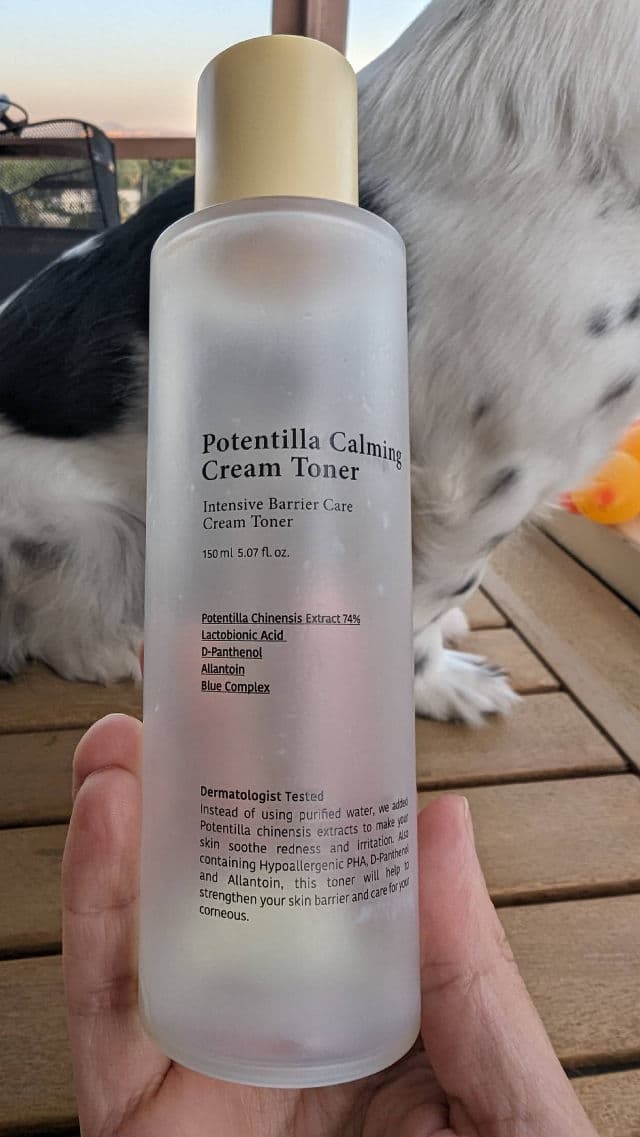 Potentilla Calming
Cream Toner
Intensive Barrier Care
Cream Toner
150 ml 5.07 fl. oz.
Potentilla Chinensis Extract 74%
Lactobionic Acid
D-Panthenol
Allantoin
Blue Complex
Dermatologist Tested
Instead of using purified water, we added
Potentilla chinensis extracts to make your
skin soothe redness and irritation. Also
containing Hypoallergenic PHA, D-Panthenol
and Allantoin, this toner will help to
strengthen your skin barrier and care for your
corneous.